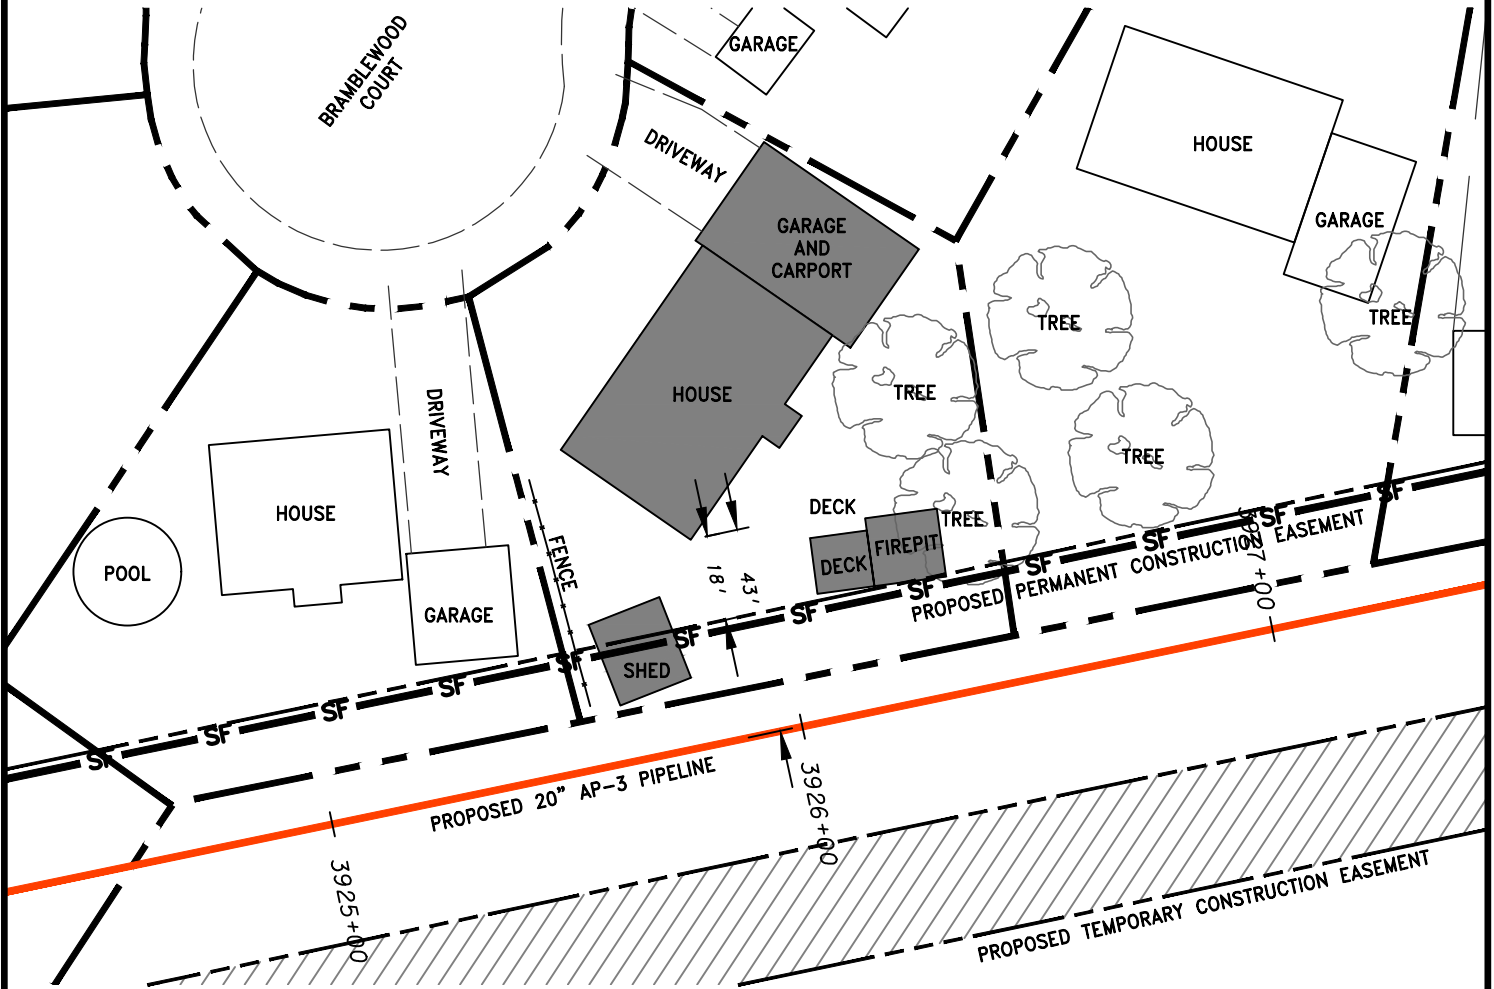 BRAMBLEWOOD
COURT
GARAGE
DRIVEWAY
HOUSE
GARAGE
GARAGE
AND
CARPORT
TREE
TREE
TREE
HOUSE
DRIVEWAY
TREE
HOUSE
DECK
TREE
FENCE
FIREPIT
DECK
POOL
GARAGE
18'
43'
SHED
SF
SF
SF
SF
SF
SF
SF
SF
SF
SF
SF
SF
PROPOSED PERMANENT CONSTRUCTION EASEMENT
3927+00
PROPOSED 20" AP-3 PIPELINE
3926+00
3925+00
PROPOSED TEMPORARY CONSTRUCTION EASEMENT